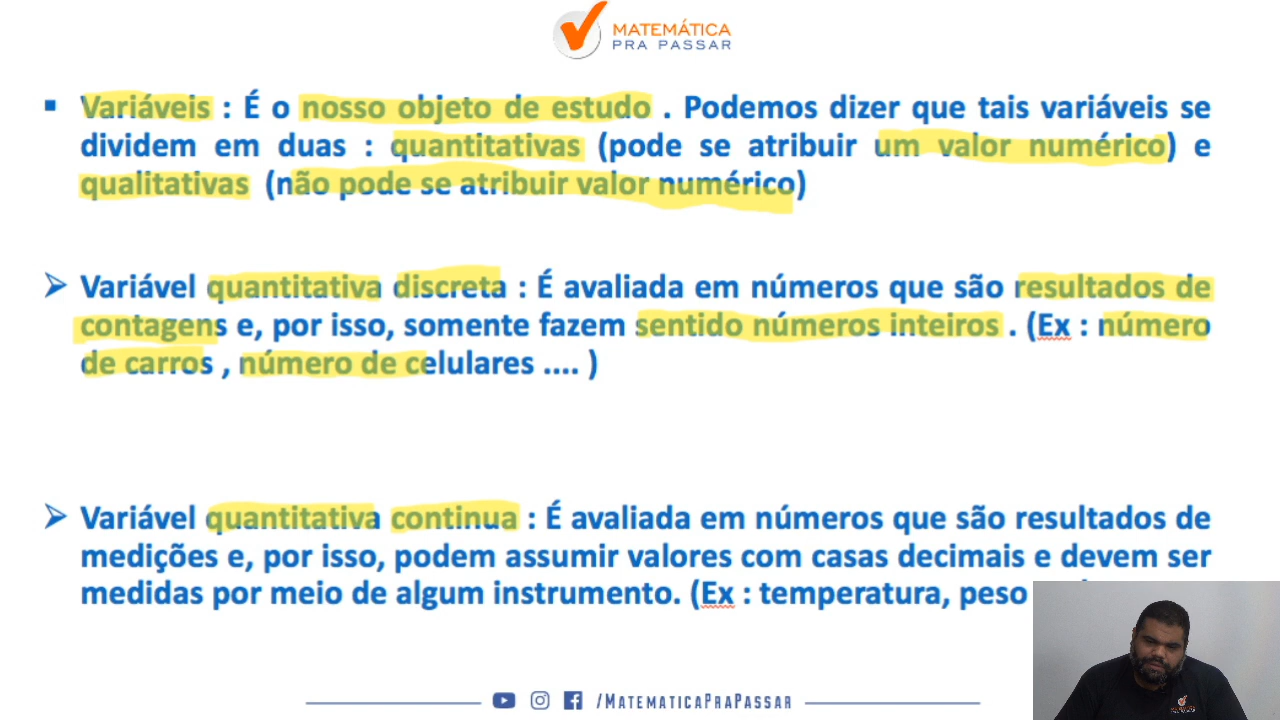 MATEMÁTICA
PRA PASSAR
▪ Variáveis : É o nosso objeto de estudo . Podemos dizer que tais variáveis se
dividem em duas : quantitativas (pode se atribuir um valor numérico) e
qualitativas (não pode se atribuir valor numérico)
➢ Variável quantitativa discreta : É avaliada em números que são resultados de
contagens e, por isso, somente fazem sentido números inteiros . (Ex : número
de carros , número de celulares .... )
➢ Variável quantitativa continua : É avaliada em números que são resultados de
medições e, por isso, podem assumir valores com casas decimais e devem ser
medidas por meio de algum instrumento. (Ex : temperatura, peso
/MATEMATICAPRAPASSAR